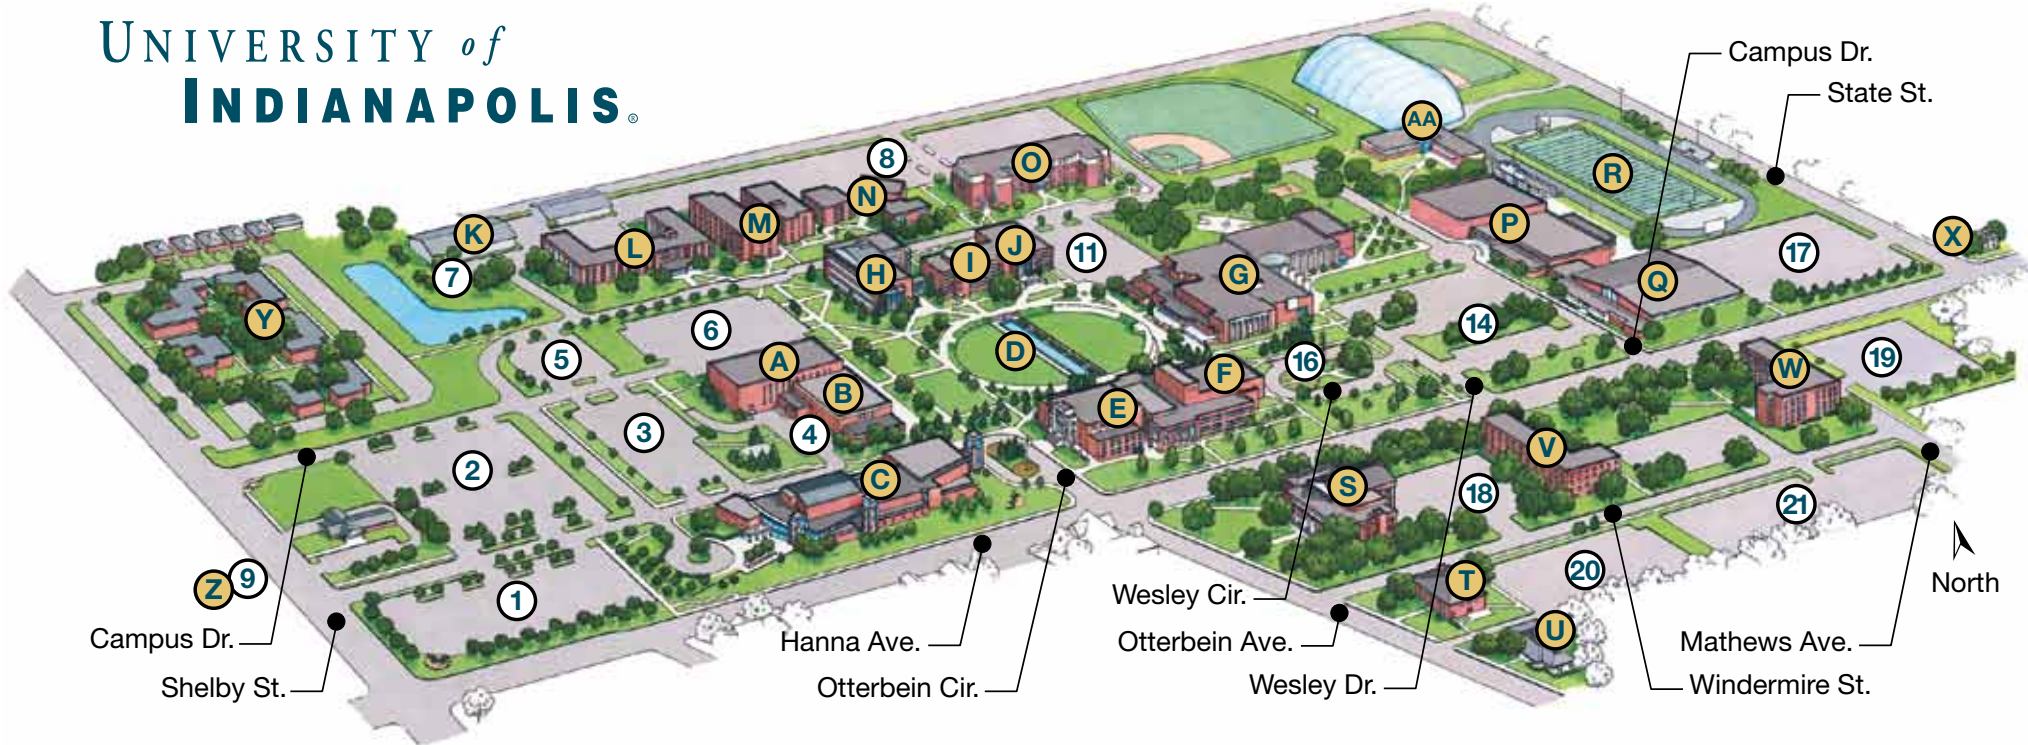 UNIVERSITY of
INDIANAPOLIS®
Campus Dr.
State St.
AA
8
O
R
N
K
M
P
X
L
J
11
17
7
H
I
G
Q
Y
6
14
5
A
D
16
F
19
W
B
E
3
4
V
2
C
S
18
21
North
Z
9
1
20
T
Wesley Cir.
U
Campus Dr.
Hanna Ave.
Otterbein Ave.
Mathews Ave.
Shelby St.
Otterbein Cir.
Wesley Dr.
Windermire St.